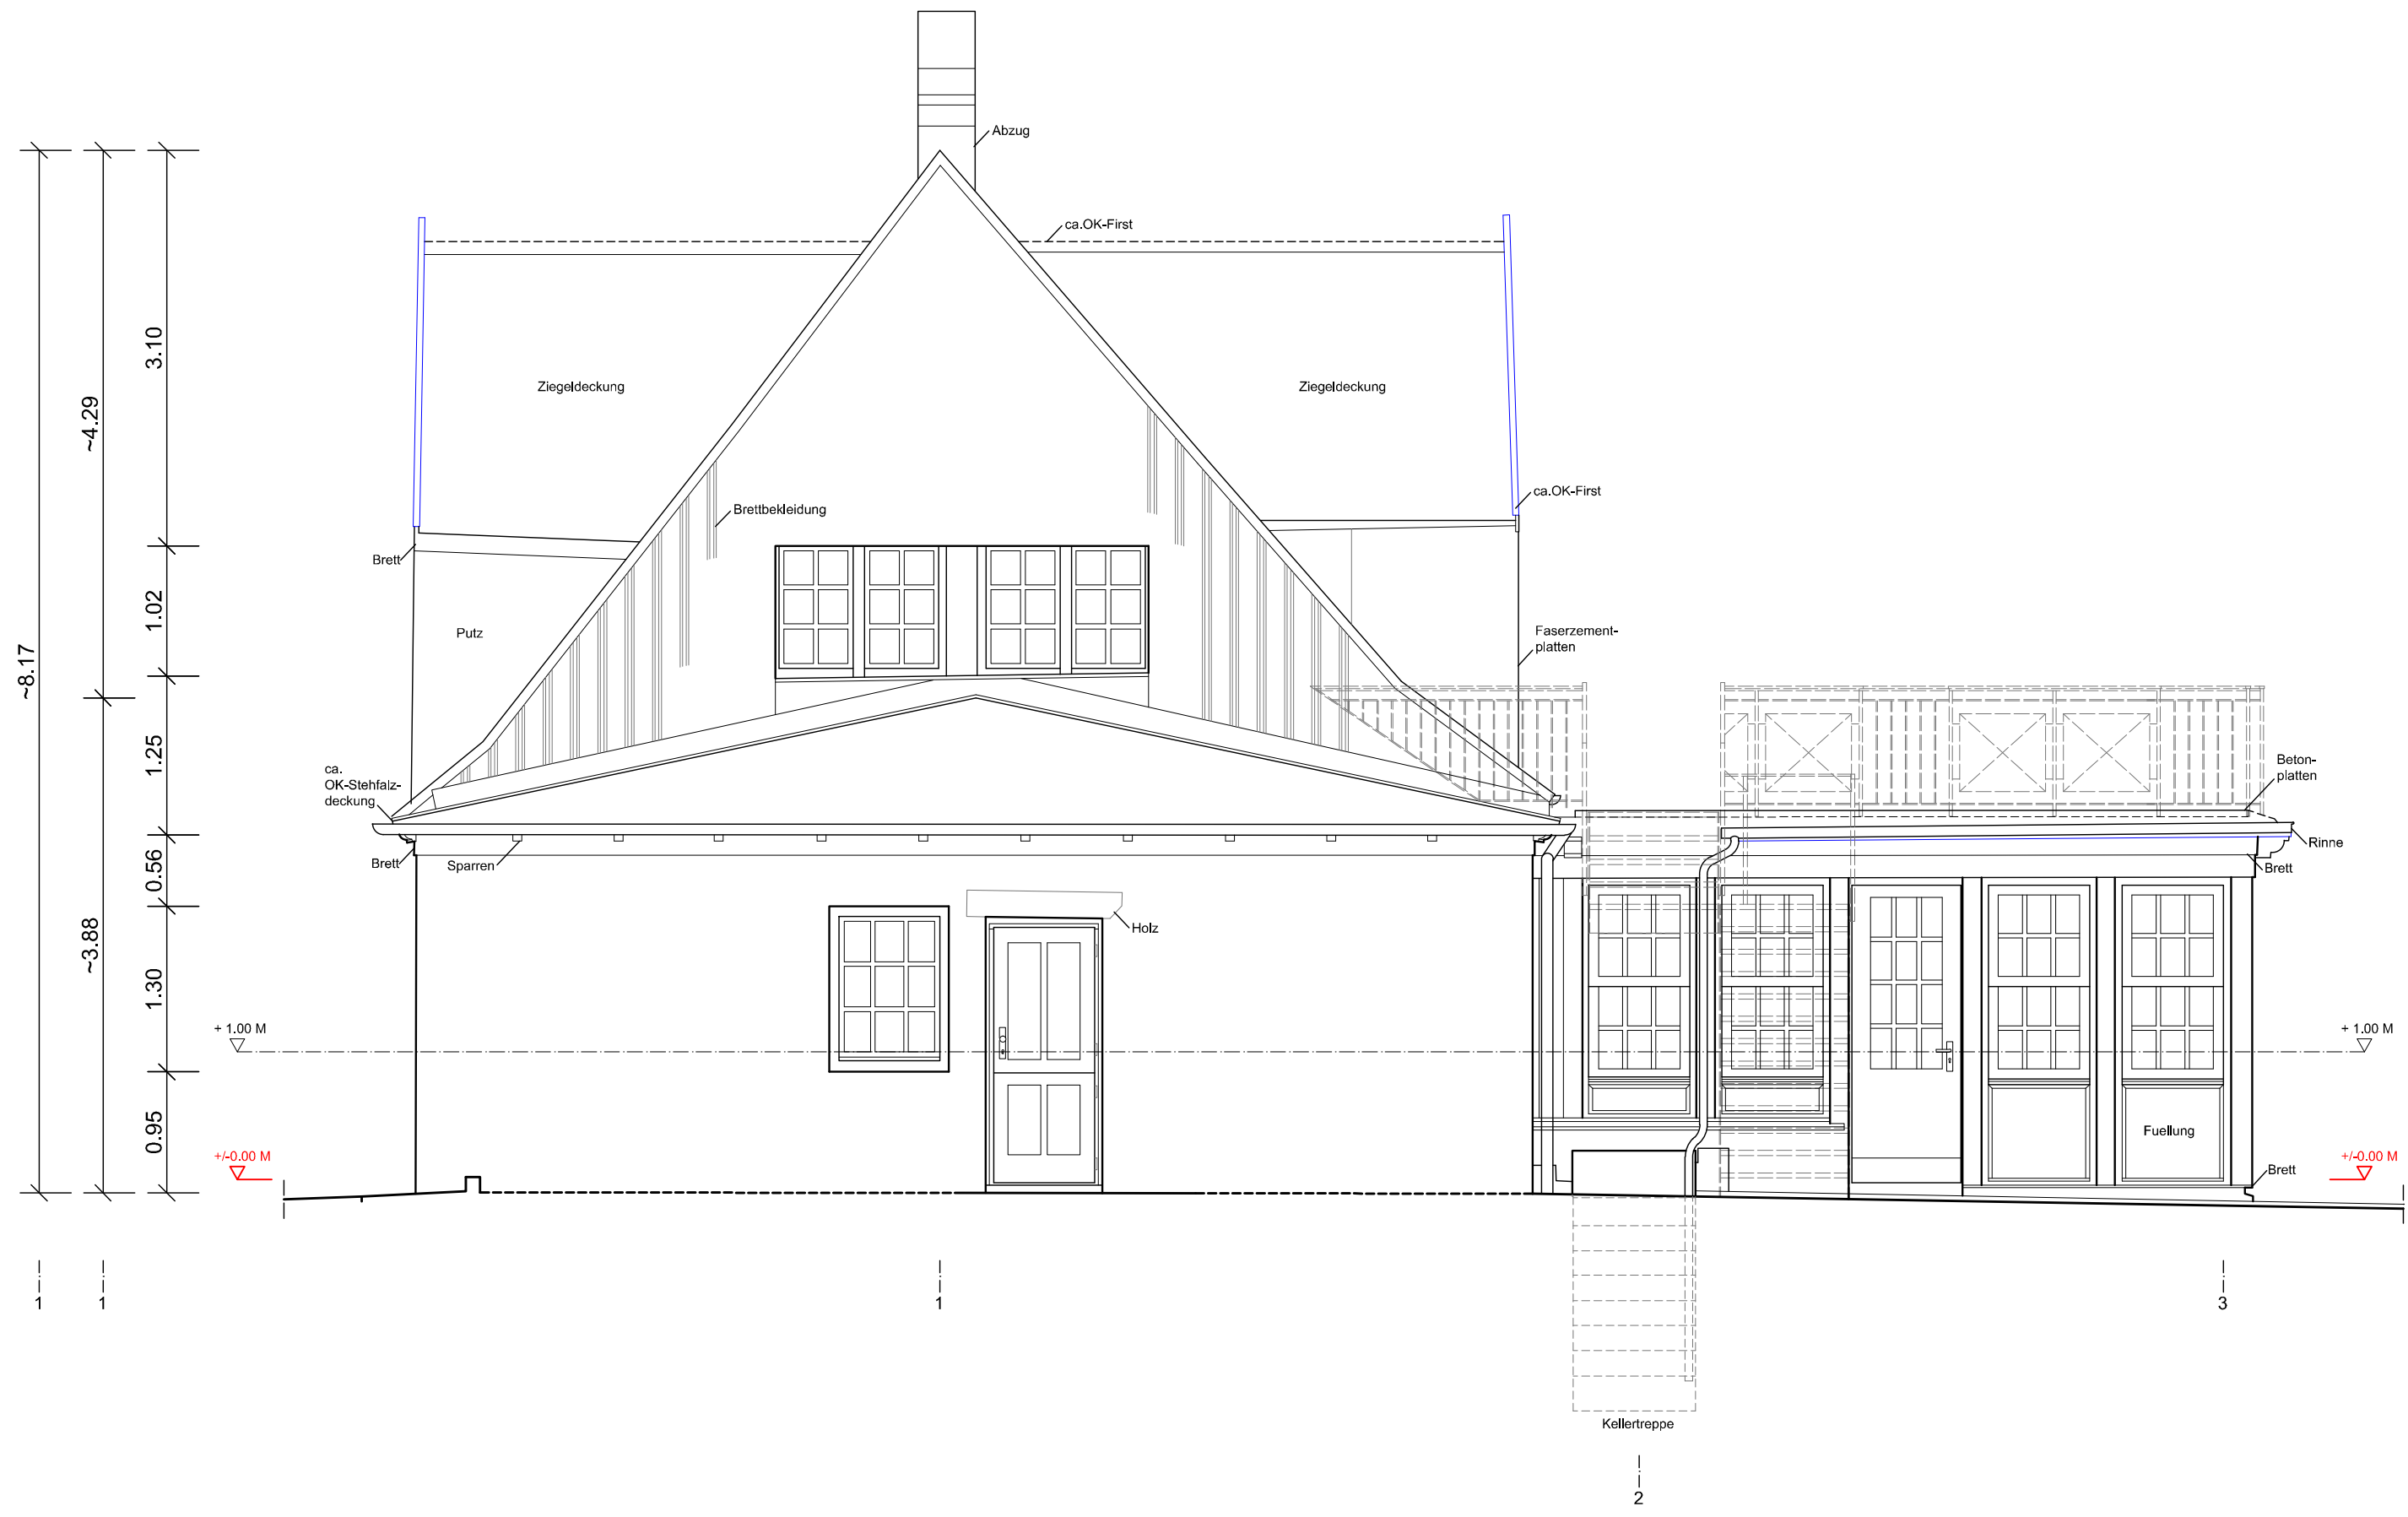 Abzug
ca.OK-First
3.10
Ziegeldeckung
Ziegeldeckung
~4.29
ca.OK-First
Brettbekleidung
Brett
1.02
Putz
Faserzement-
platten
~8.17
1.25
ca.
OK-Stehfalz-
deckung
Beton-
platten
Rinne
0.56
Brett
Sparren
Brett
~3.88
Holz
1.30
+ 1.00 M
+ 1.00 M
0.95
Fuellung
+/-0.00 M
+/-0.00 M
Brett
1
1
1
3
Kellertreppe
2